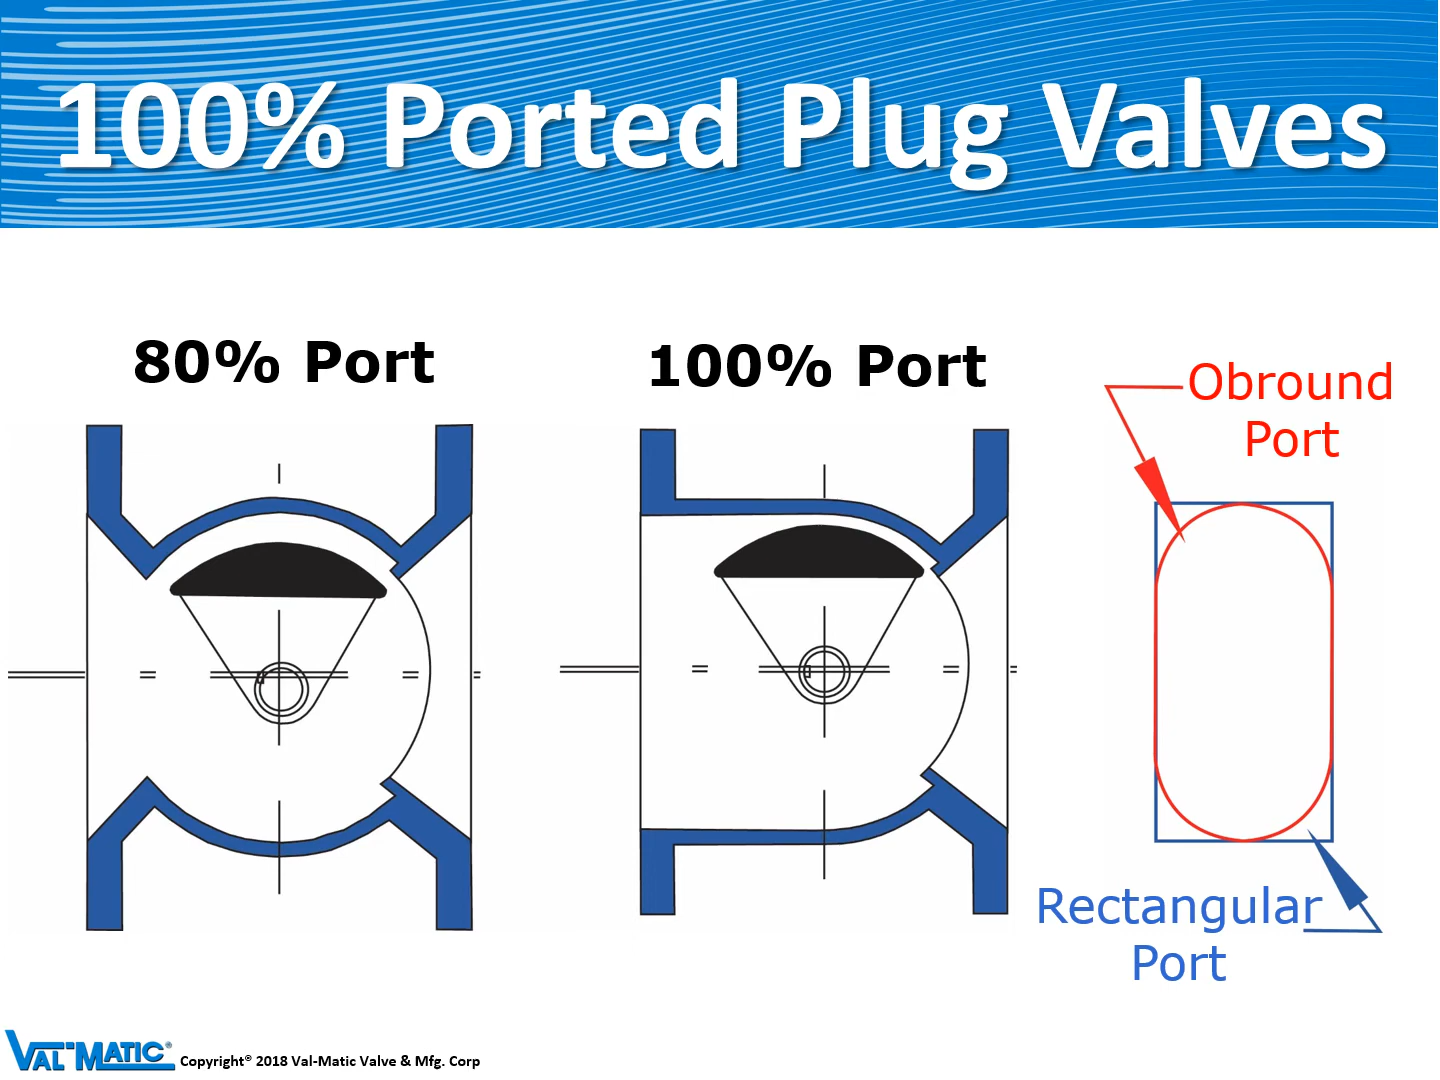 100% Ported Plug Valves
80% Port
100% Port
Obround
Port
Rectangular
Port
VAL-MATIC®
Copyright® 2018 Val-Matic Valve & Mfg. Corp